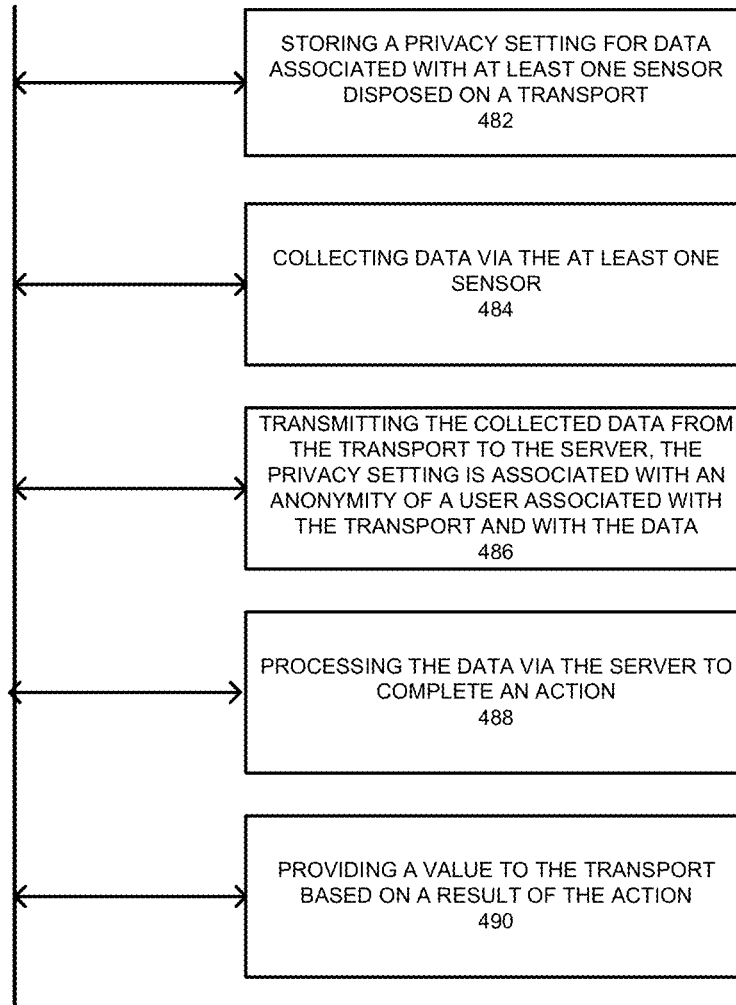 STORING A PRIVACY SETTING FOR DATA
ASSOCIATED WITH AT LEAST ONE SENSOR
DISPOSED ON A TRANSPORT
482
COLLECTING DATA VIA THE AT LEAST ONE
SENSOR
484
TRANSMITTING THE COLLECTED DATA FROM
THE TRANSPORT TO THE SERVER, THE
PRIVACY SETTING IS ASSOCIATED WITH AN
ANONYMITY OF A USER ASSOCIATED WITH
THE TRANSPORT AND WITH THE DATA
486
PROCESSING THE DATA VIA THE SERVER TO
COMPLETE AN ACTION
488
PROVIDING A VALUE TO THE TRANSPORT
BASED ON A RESULT OF THE ACTION
490